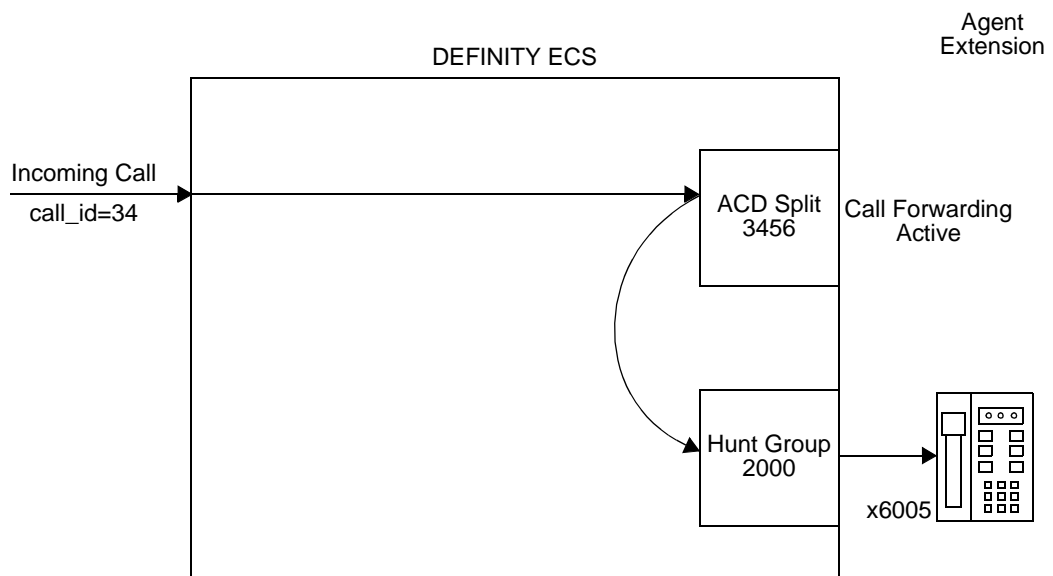 Agent
Extension
DEFINITY ECS
Incoming Call
call_id=34
ACD Split
3456
Call Forwarding
Active
Hunt Group
2000
x6005